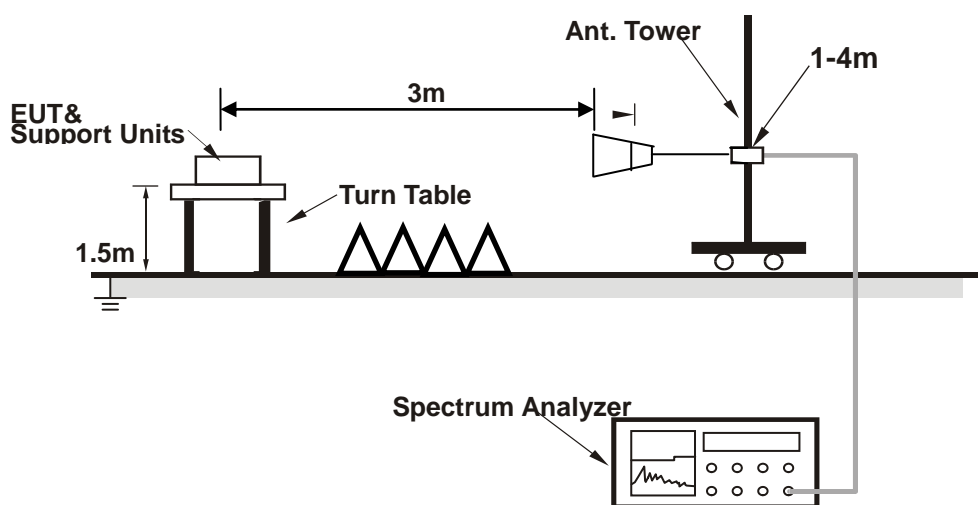 Ant. Tower
1-4m
3m
EUT&
Support Units
Turn Table
1.5m
Spectrum Analyzer